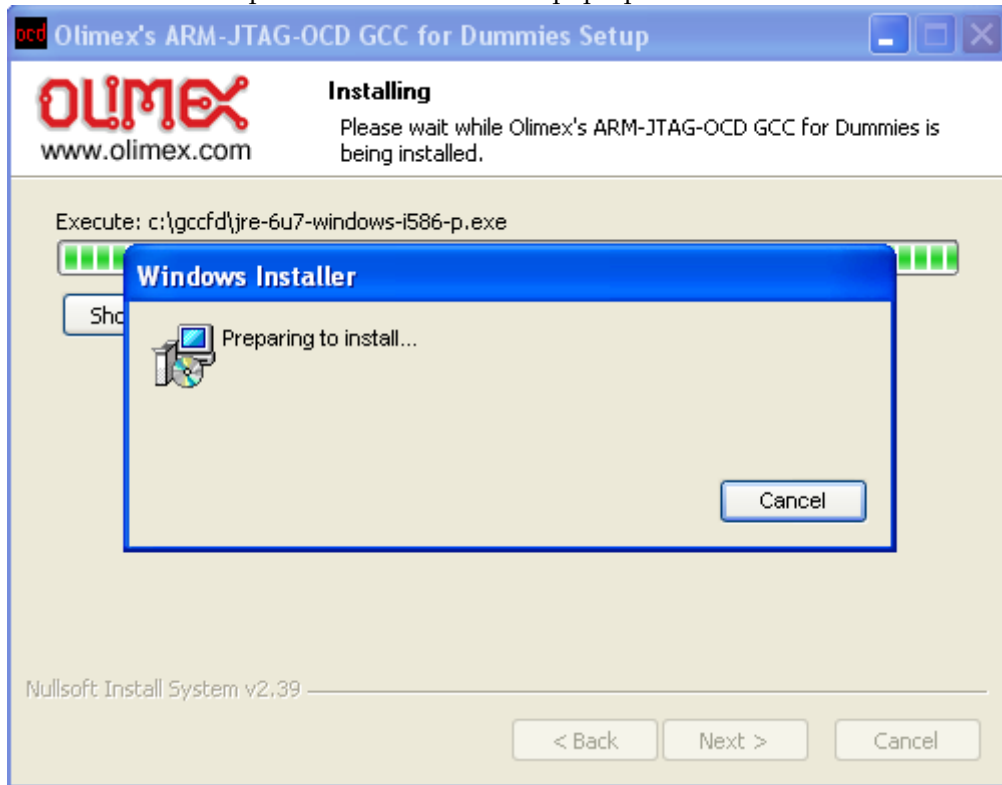 ocd Olimex's ARM-JTAG-OCD GCC for Dummies Setup
OLIMEX
www.olimex.com
Installing
Please wait while Olimex's ARM-JTAG-OCD GCC for Dummies is
being installed.
Execute: c:\gccfd\jre-6u7-windows-i586-p.exe
Windows Installer
Sho
Preparing to install...
Cancel
Nullsoft Install System v2.39
< Back Next > Cancel